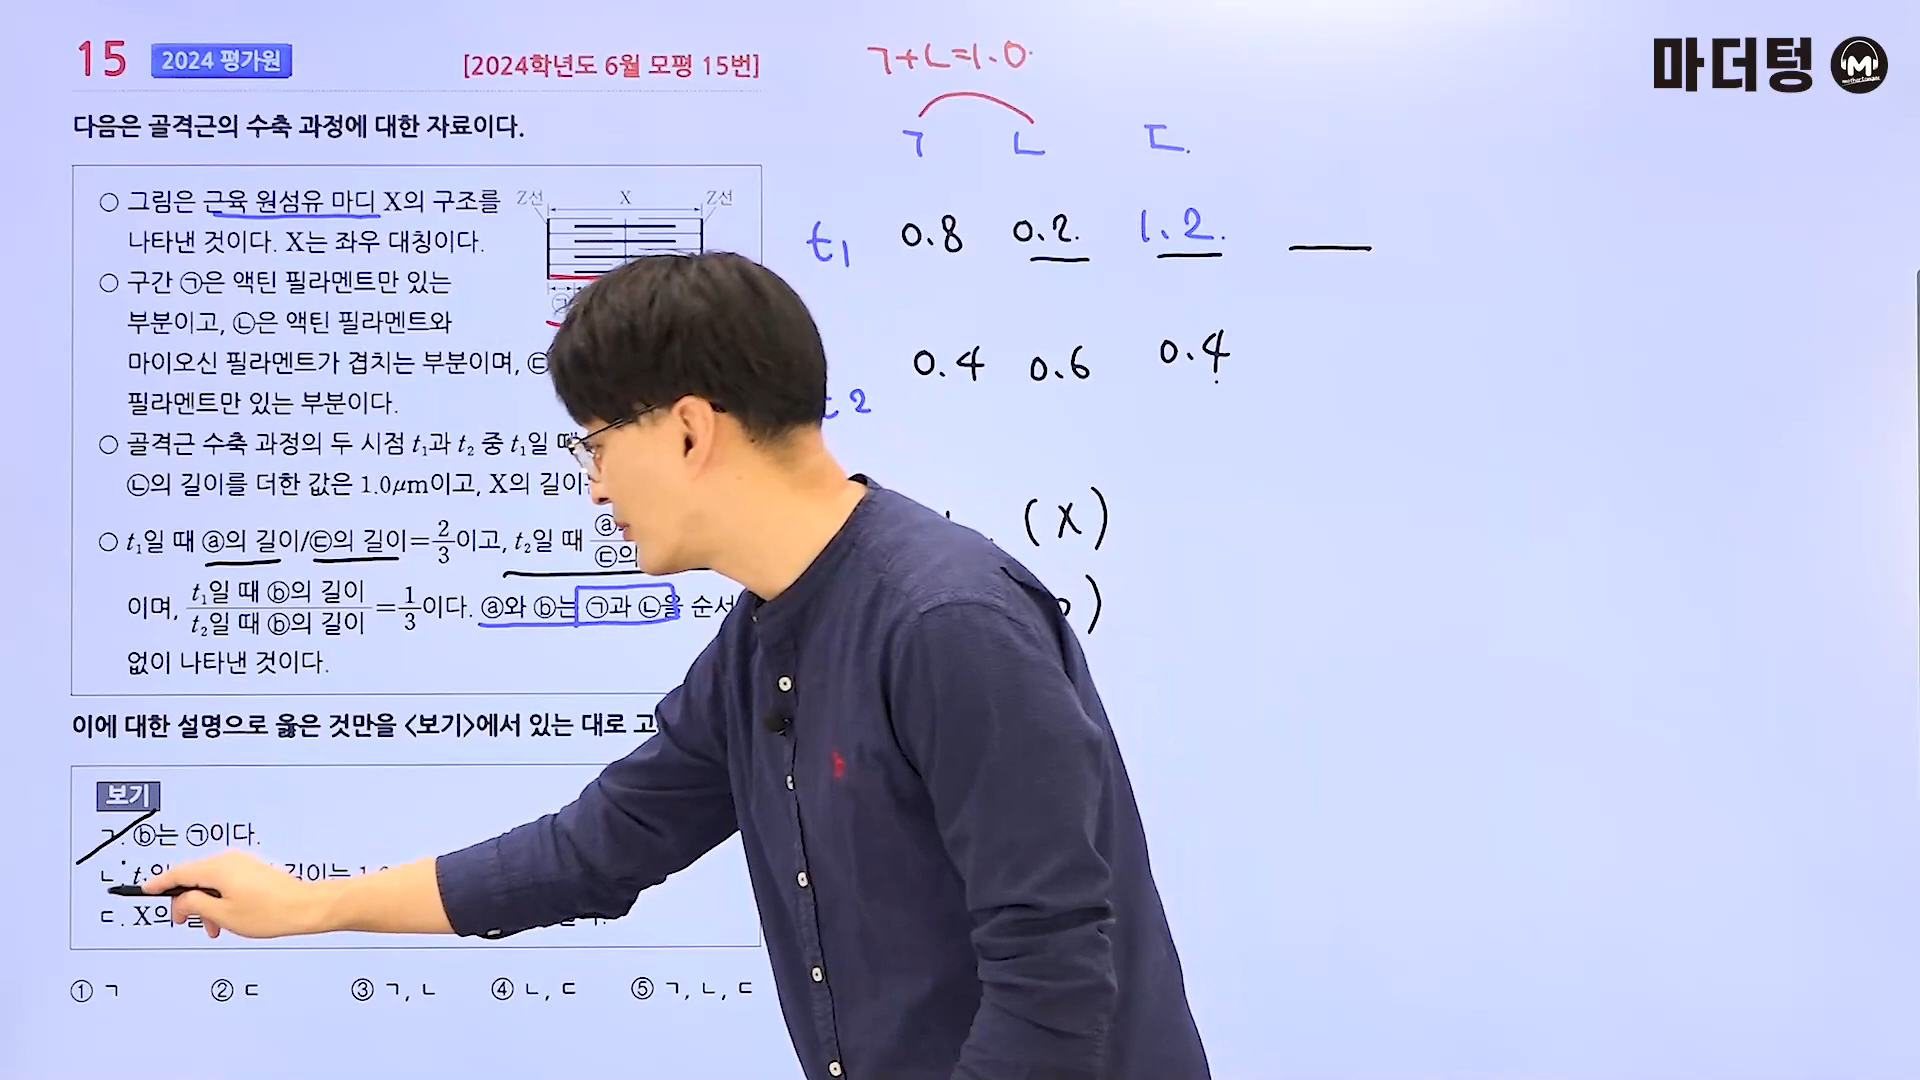 15 2024 평가원 [2024학년도 6월 모평 15번]
다음은 골격근의 수축 과정에 대한 자료이다.
○ 그림은 근육 원섬유 마디 X의 구조를
나타낸 것이다. X는 좌우 대칭이다.
Z선 X Z선
○ 구간 ㉠은 액틴 필라멘트만 있는
㉠
부분이고, ㉡은 액틴 필라멘트와
마이오신 필라멘트가 겹치는 부분이며, ㉢
필라멘트만 있는 부분이다.
○ 골격근 수축 과정의 두 시점 t₁과 t₂ 중 t₁일 때
㉡의 길이를 더한 값은 1.0μm이고, X의 길이
○ t₁일 때 ⓐ의 길이/㉢의 길이=2/3이고, t₂일 때 ⓐ/㉢의
이며, t₁일 때 ⓑ의 길이/t₂일 때 ⓑ의 길이=1/3이다. ⓐ와 ⓑ는 ㉠과 ㉡을 순서
없이 나타낸 것이다.
이에 대한 설명으로 옳은 것만을 <보기>에서 있는 대로 고
보기
ㄱ. ⓑ는 ㉠이다.
ㄴ. 길이는
ㄷ. X의
① ㄱ ② ㄷ ③ ㄱ, ㄴ ④ ㄴ, ㄷ ⑤ ㄱ, ㄴ, ㄷ
ㄱ+ㄴ=1.0
ㄱ ㄴ ㄷ
t₁ 0.8 0.2 1.2
0.4 0.6 0.4
t 2
(X)
)
마더텅
M